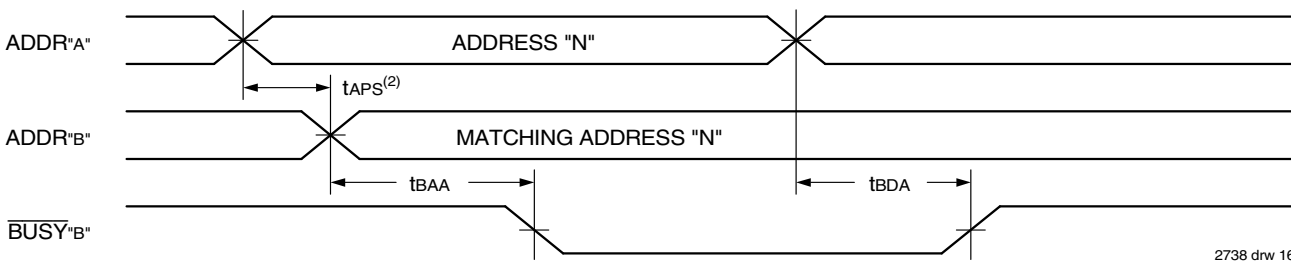 ADDR"A" ADDRESS "N"
tAPS(2)
ADDR"B" MATCHING ADDRESS "N"
tBAA tBDA
BUSY"B"
2738 drw 16